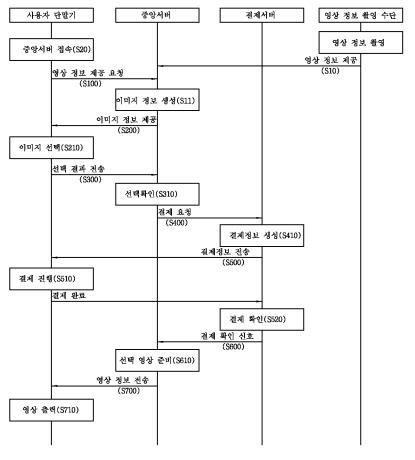 사용자 단말기
중앙서버
결제서버
영상 정보 촬영 수단
중앙서버 접속(S20)
영상 정보 촬영
영상 정보 제공
(S10)
영상 정보 제공 요청
(S100)
이미지 정보 생성(S11)
이미지 정보 제공
(S200)
이미지 선택(S210)
선택 결과 전송
(S300)
선택확인(S310)
결제 요청
(S400)
결제정보 생성(S410)
결제정보 전송
(S500)
결제 진행(S510)
결제 완료
결제 확인(S520)
결제 확인 신호
(S600)
선택 영상 준비(S610)
영상 정보 전송
(S700)
영상 출력(S710)